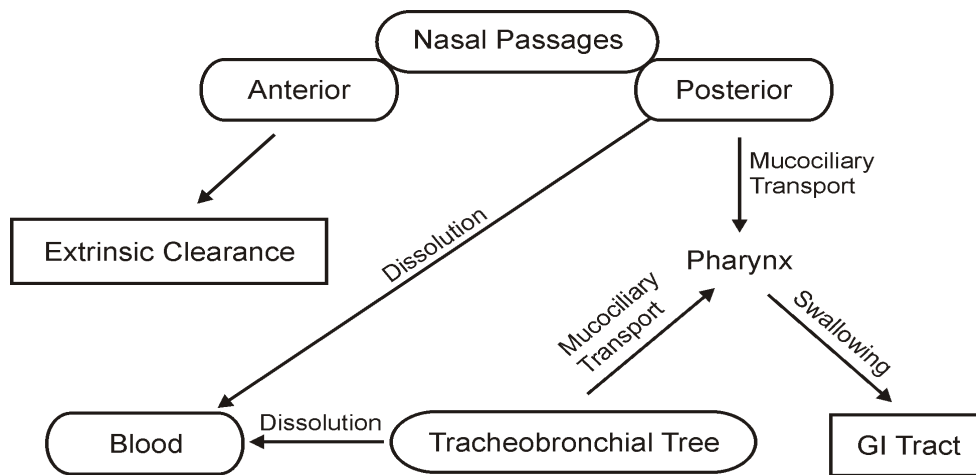 Nasal Passages
Anterior
Posterior
Mucociliary
Transport
Extrinsic Clearance
Dissolution
Pharynx
Mucociliary
Transport
Swallowing
Blood
Dissolution
Tracheobronchial Tree
GI Tract